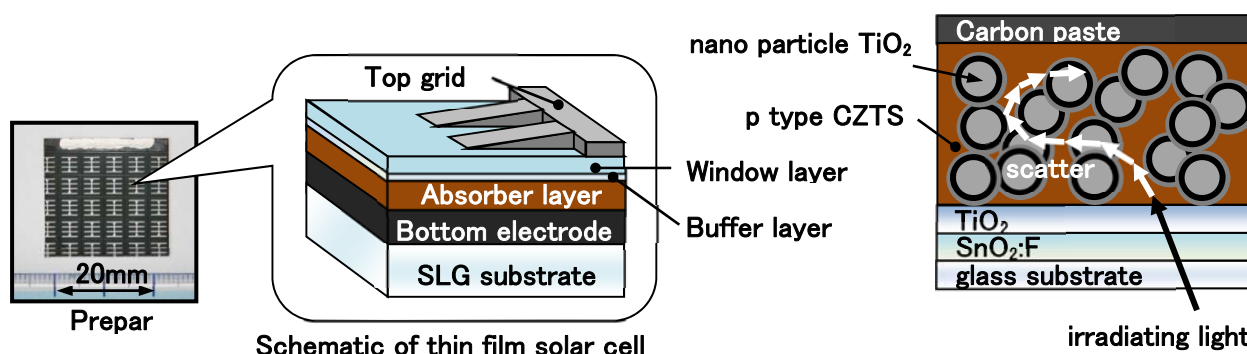 20mm
Prepar
Top grid
Window layer
Absorber layer
Buffer layer
Bottom electrode
SLG substrate
Schematic of thin film solar cell
nano particle TiO₂
p type CZTS
Carbon paste
scatter
TiO₂
SnO₂:F
glass substrate
irradiating light